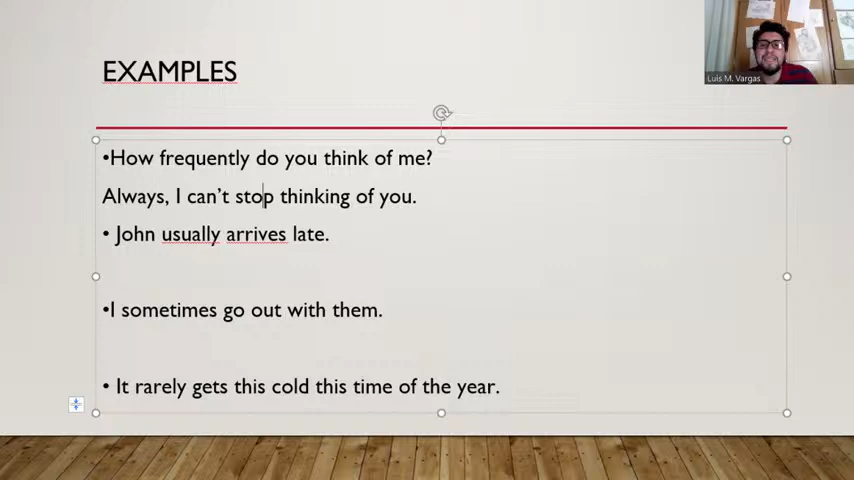 Luis M. Vargas
EXAMPLES
•How frequently do you think of me?
Always, I can't stop thinking of you.
• John usually arrives late.
•I sometimes go out with them.
• It rarely gets this cold this time of the year.